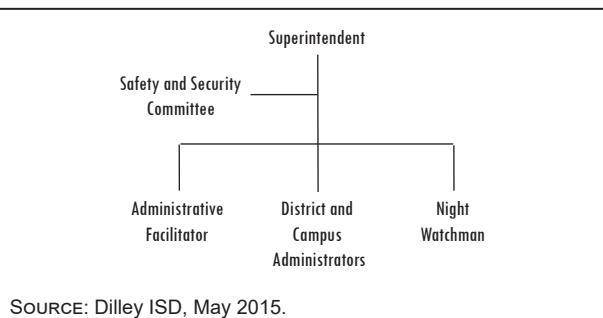 Superintendent
Safety and Security
Committee
Administrative
Facilitator
District and
Campus
Administrators
Night
Watchman
SOURCE: Dilley ISD, May 2015.